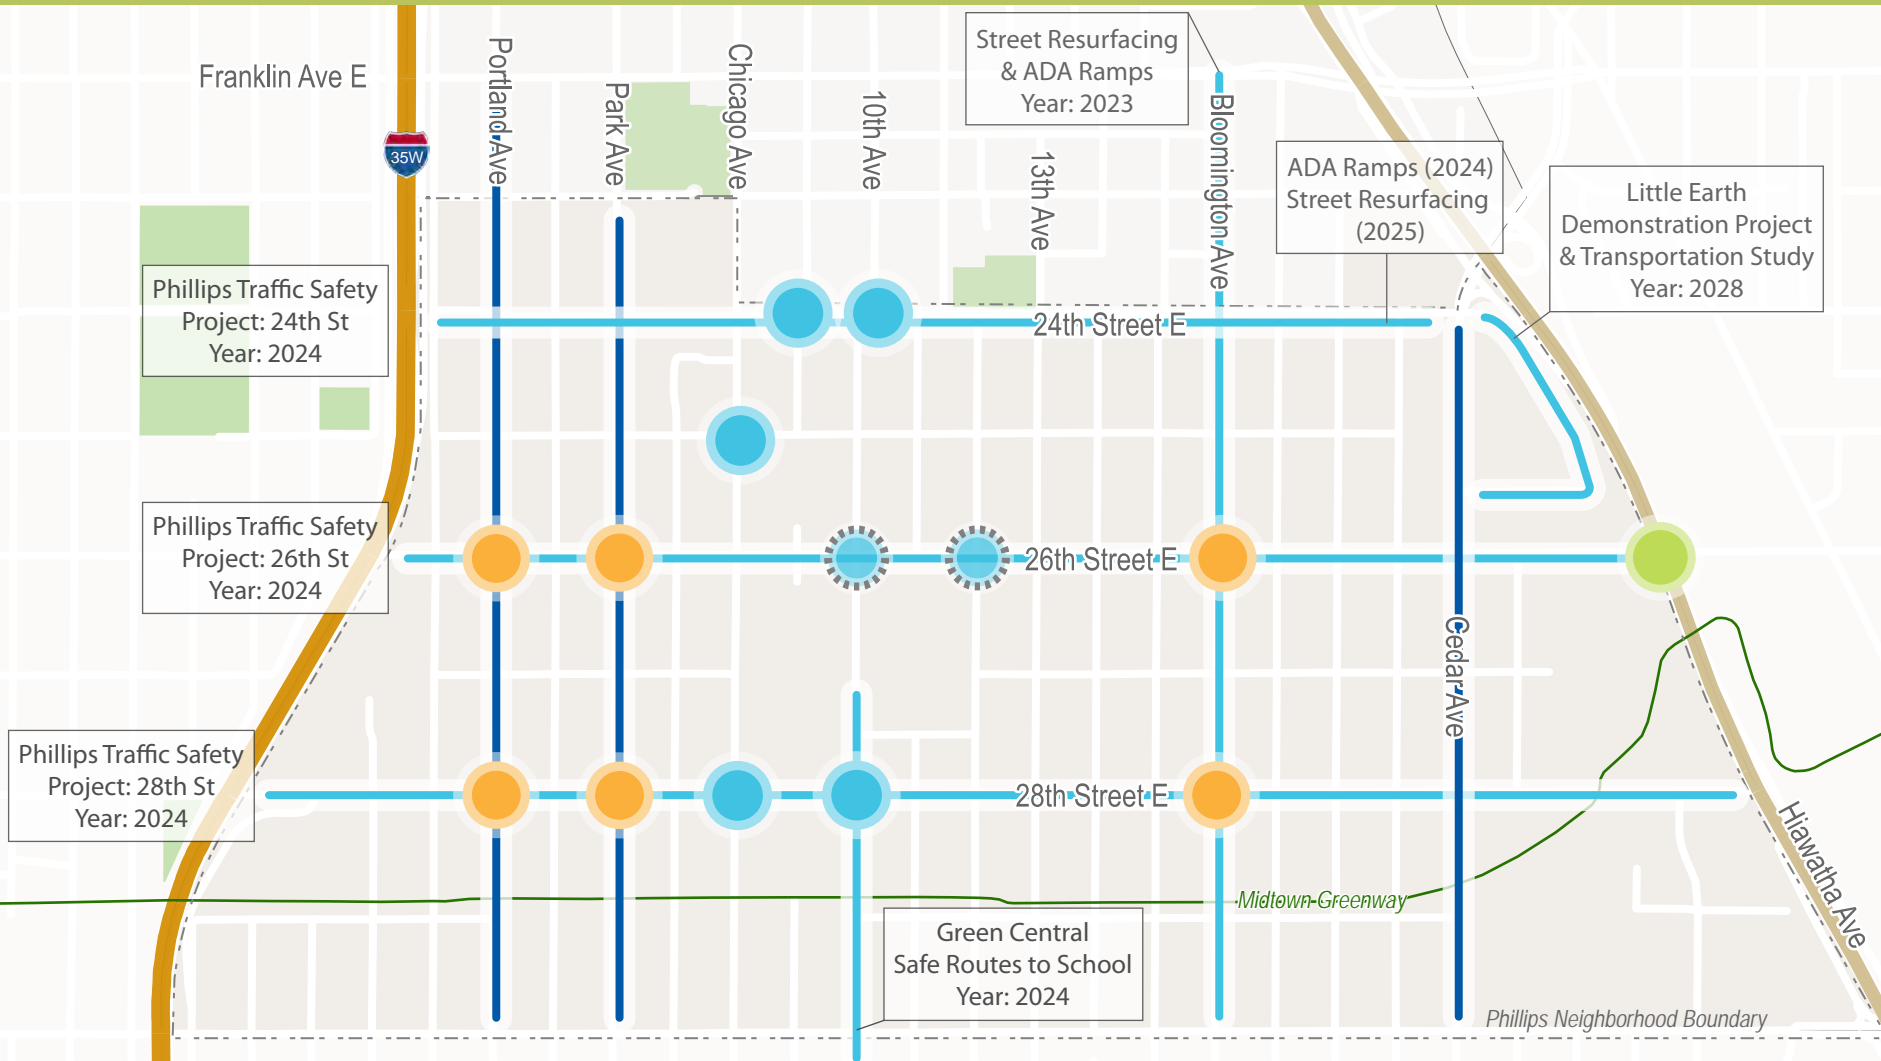 Franklin Ave E
35W
Portland Ave
Park Ave
Chicago Ave
10th Ave
13th Ave
Bloomington Ave
Street Resurfacing
& ADA Ramps
Year: 2023
ADA Ramps (2024)
Street Resurfacing
(2025)
Little Earth
Demonstration Project
& Transportation Study
Year: 2028
Phillips Traffic Safety
Project: 24th St
Year: 2024
24th Street E
Phillips Traffic Safety
Project: 26th St
Year: 2024
26th Street E
Cedar Ave
Phillips Traffic Safety
Project: 28th St
Year: 2024
28th Street E
Hiawatha Ave
Midtown Greenway
Green Central
Safe Routes to School
Year: 2024
Phillips Neighborhood Boundary